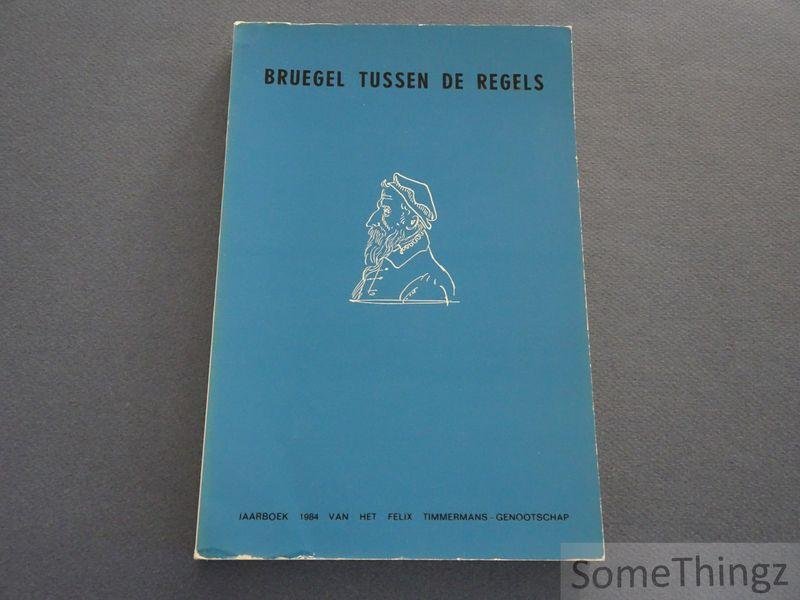 BRUEGEL TUSSEN DE REGELS
JAARBOEK 1984 VAN HET FELIX TIMMERMANS-GENOOTSCHAP
SomeThingz